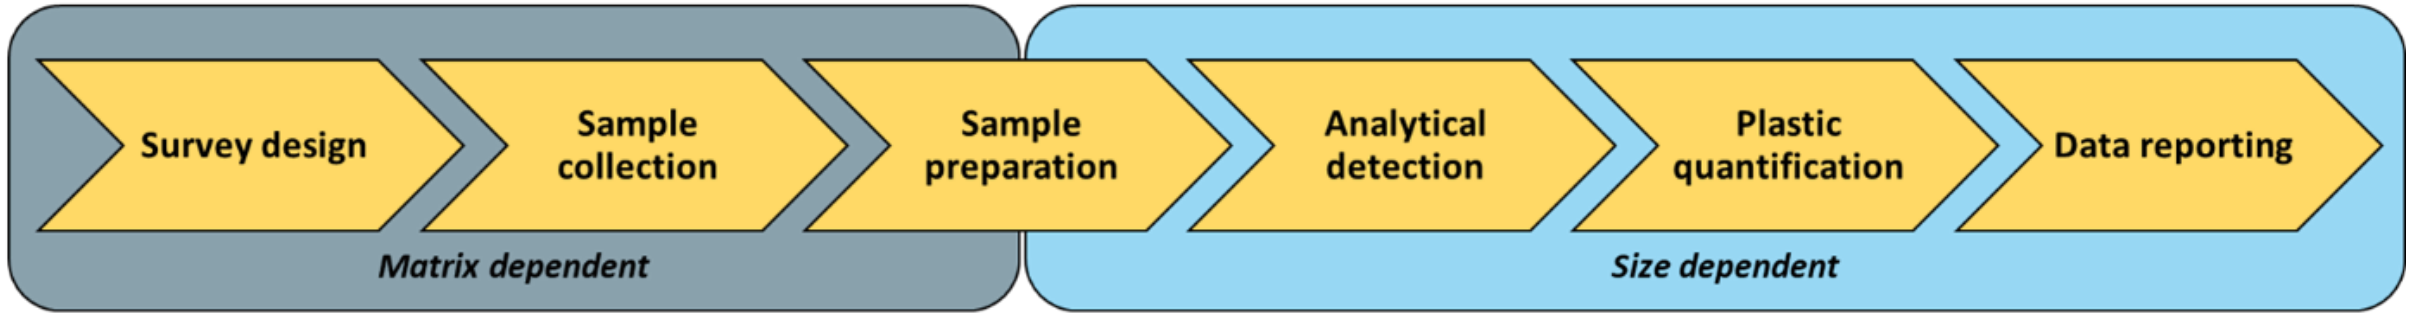 Survey design
Sample
collection
Sample
preparation
Analytical
detection
Plastic
quantification
Data reporting
Matrix dependent
Size dependent